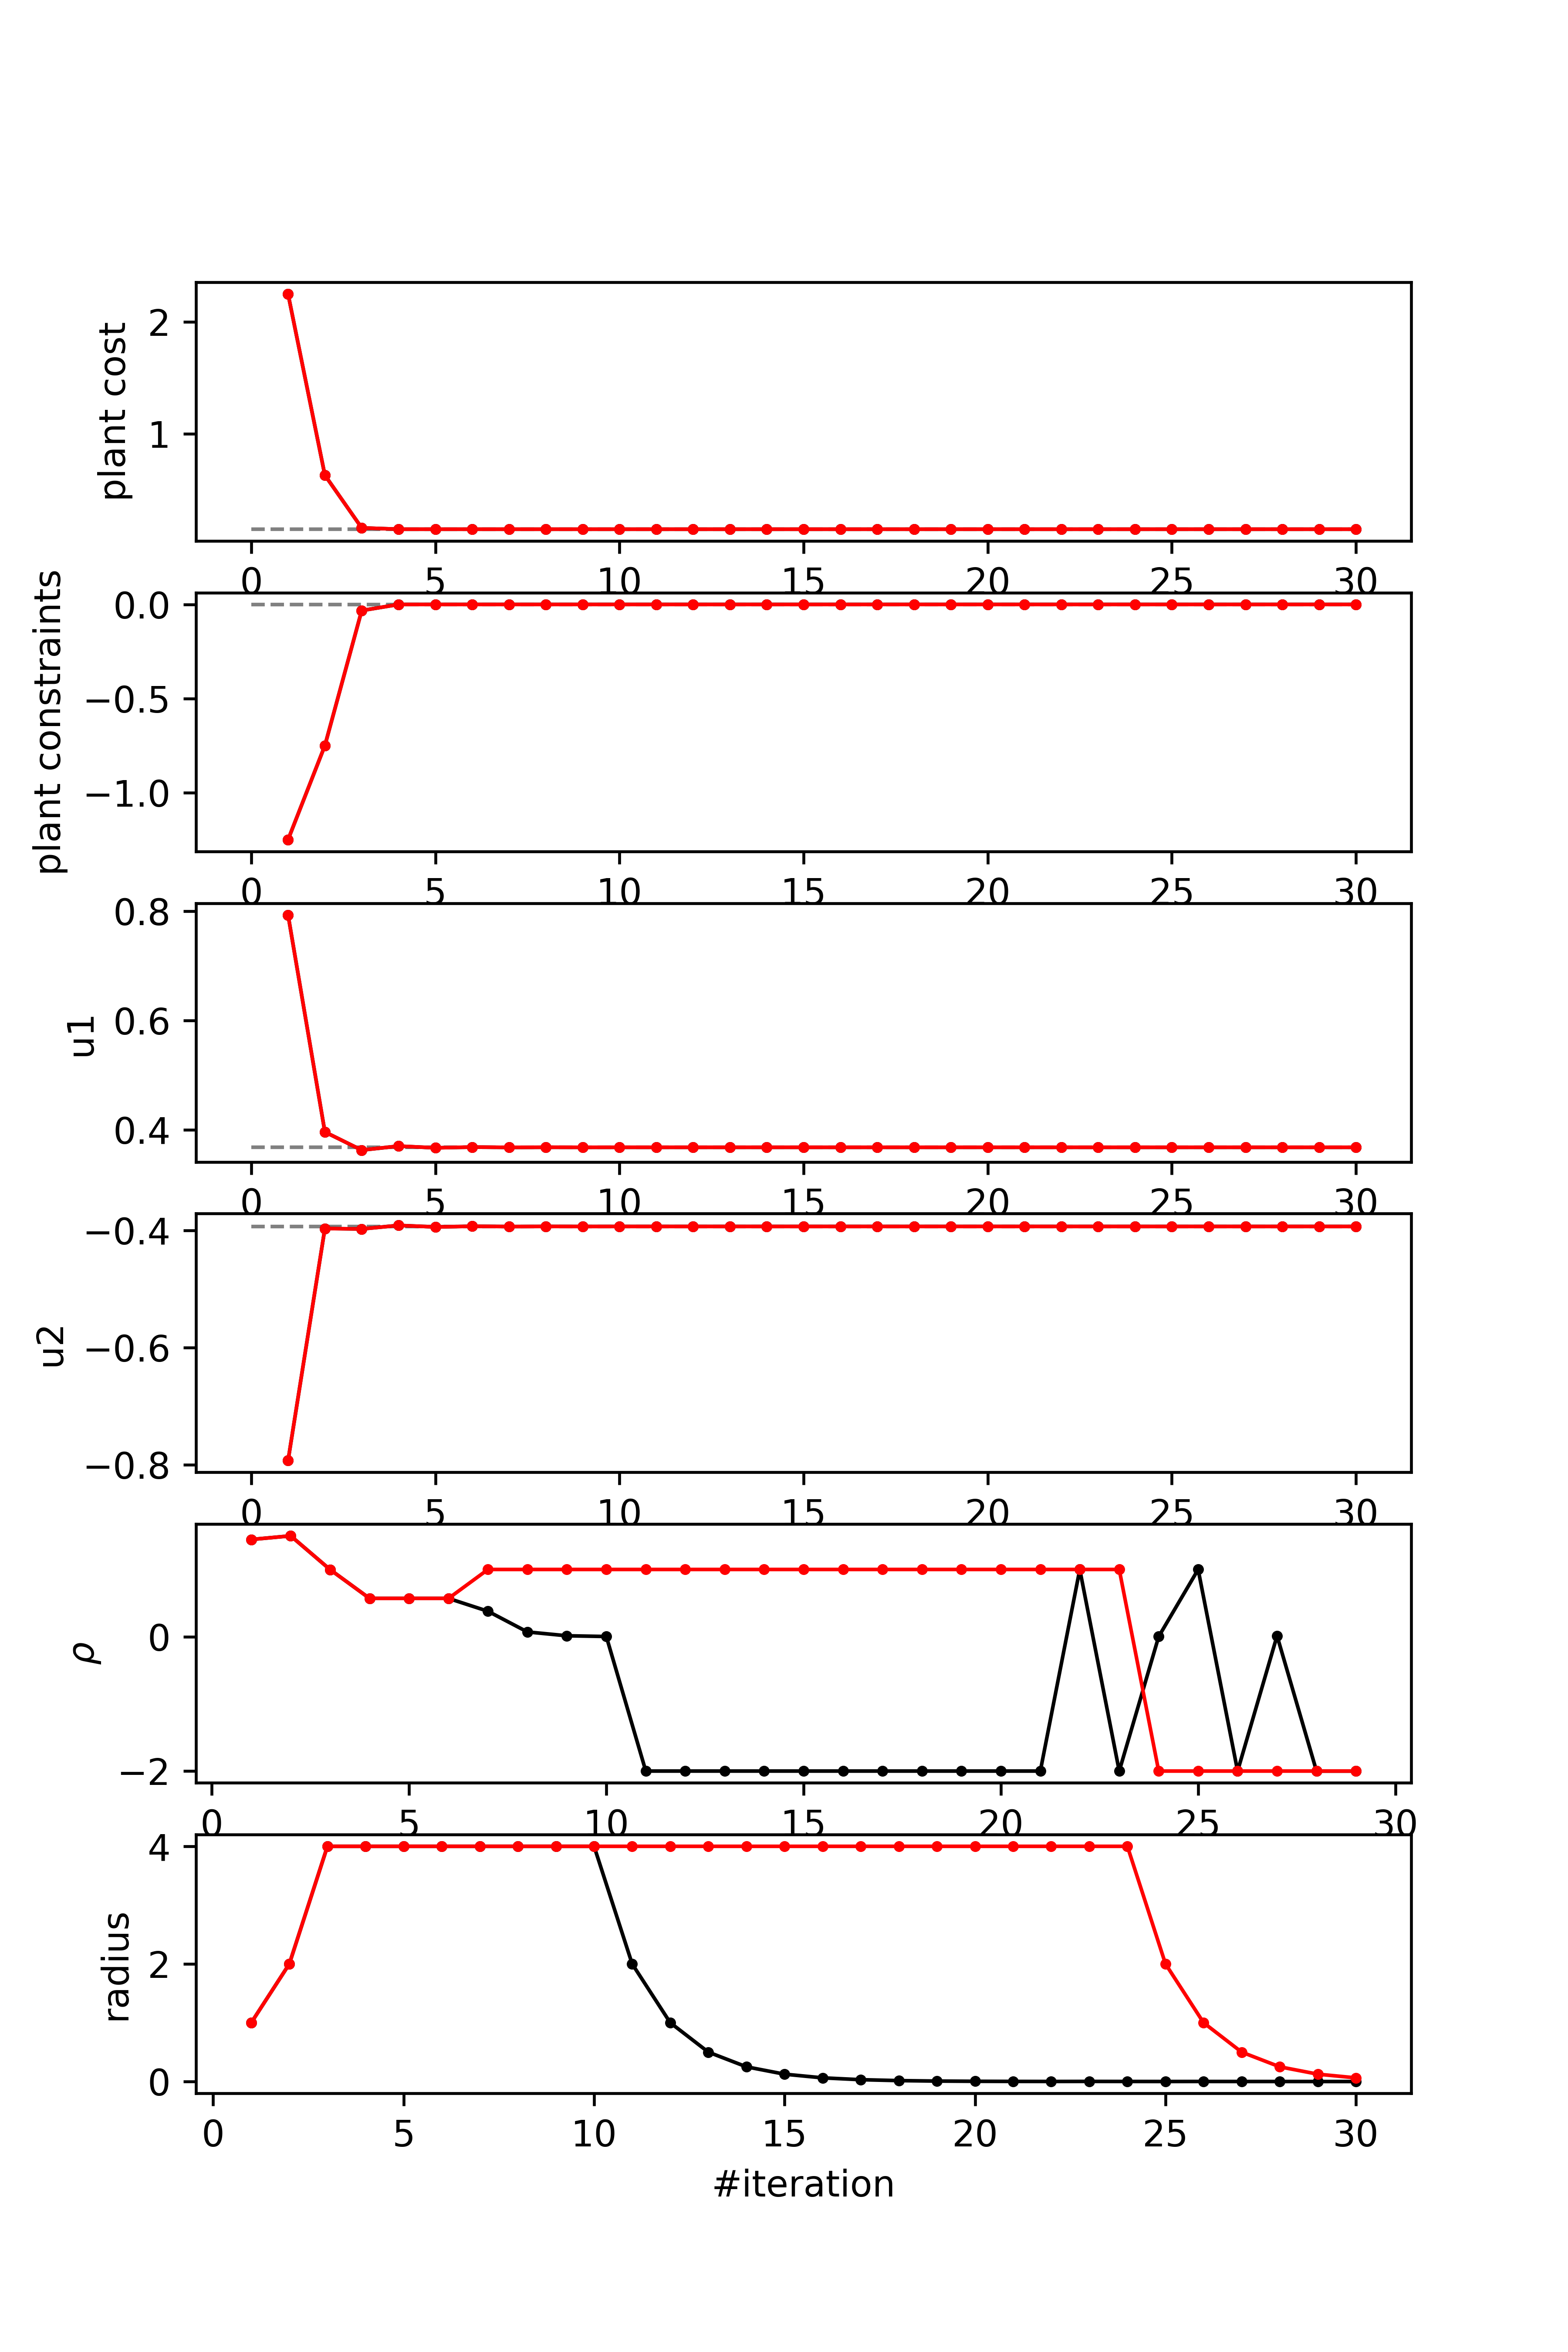 plant cost
2
1
0 5 10 15 20 25 30
plant constraints
0.0
−0.5
−1.0
0 5 10 15 20 25 30
u1
0.8
0.6
0.4
0 5 10 15 20 25 30
u2
−0.4
−0.6
−0.8
0 5 10 15 20 25 30
ρ
0
−2
0 5 10 15 20 25 30
radius
4
2
0
0 5 10 15 20 25 30
#iteration